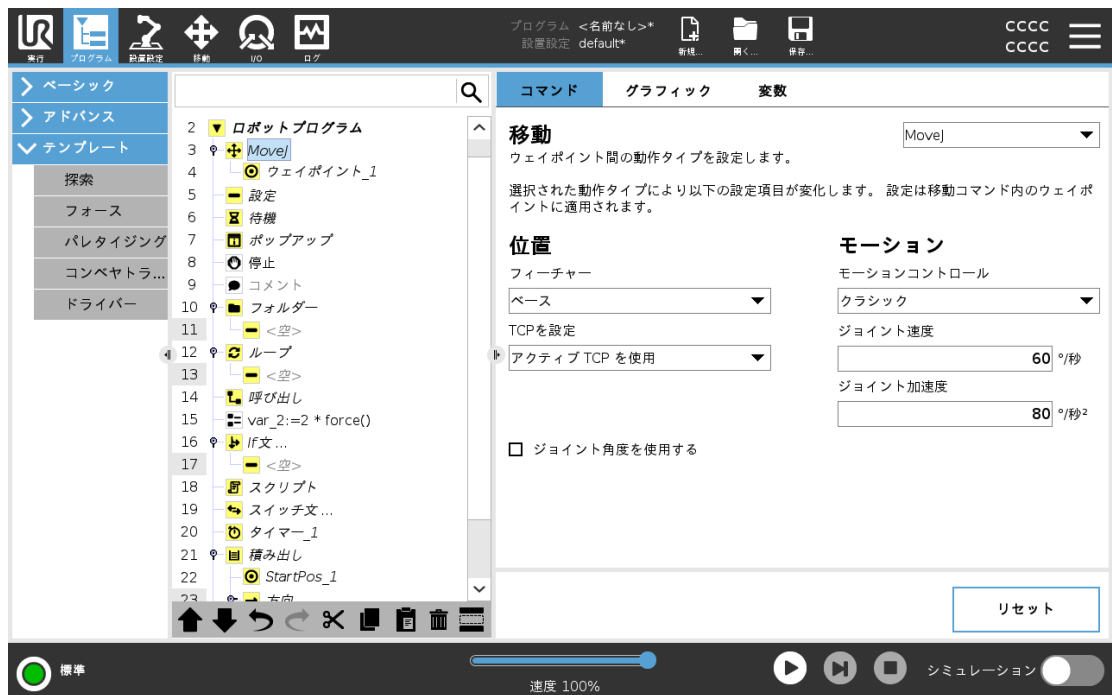 UR
実行
プログラム
設置設定
移動
I/O
ログ
プログラム <名前なし>*
設置設定 default*
新規...
開く...
保存...
CCCC
CCCC
ベーシック
アドバンス
テンプレート
探索
フォース
パレタイジング
コンベヤトラ...
ドライバー
2 ロボットプログラム
3 MoveJ
4 ウェイポイント_1
5 設定
6 待機
7 ポップアップ
8 停止
9 コメント
10 フォルダー
11 <空>
12 ループ
13 <空>
14 呼び出し
15 var_2:=2 * force()
16 If文 ...
17 <空>
18 スクリプト
19 スイッチ文 ...
20 タイマー_1
21 積み出し
22 StartPos_1
23 方向
コマンド
グラフィック
変数
移動
MoveJ
ウェイポイント間の動作タイプを設定します。
選択された動作タイプにより以下の設定項目が変化します。 設定は移動コマンド内のウェイポ
イントに適用されます。
位置
フィーチャー
ベース
TCPを設定
アクティブ TCP を使用
ジョイント角度を使用する
モーション
モーションコントロール
クラシック
ジョイント速度
60 °/秒
ジョイント加速度
80 °/秒²
リセット
標準
速度 100%
シミュレーション